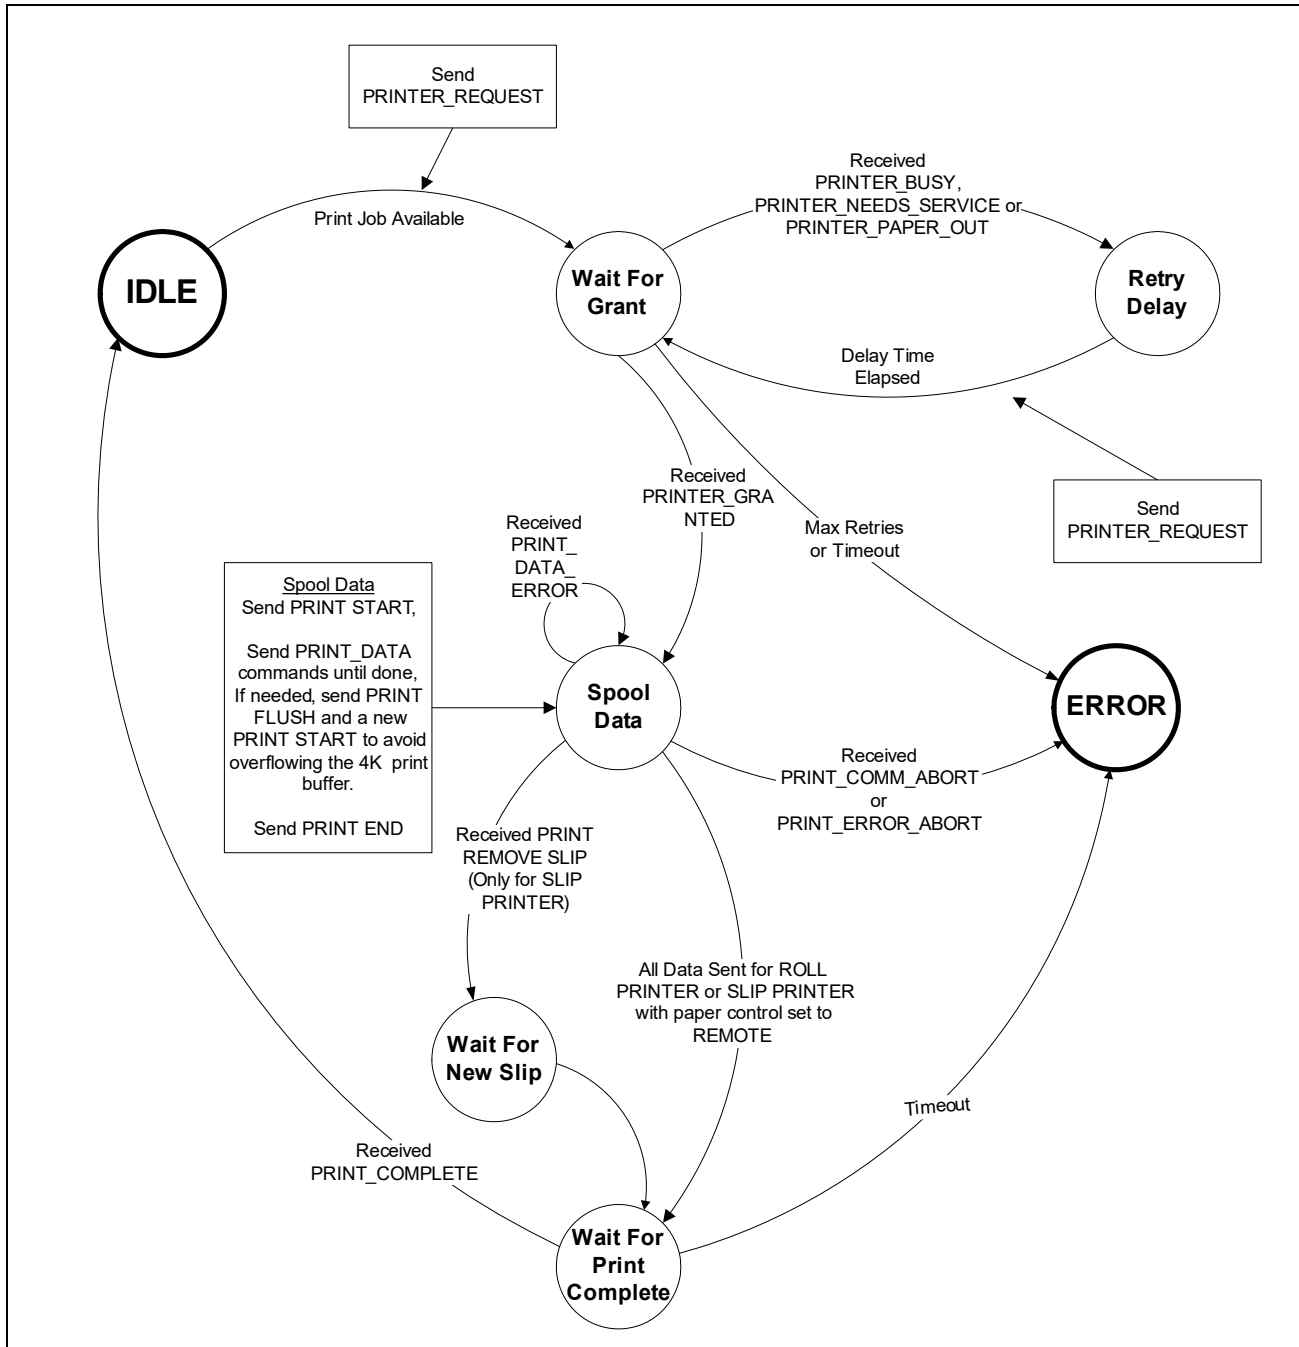 Send
PRINTER_REQUEST
Print Job Available
Received
PRINTER_BUSY,
PRINTER_NEEDS_SERVICE or
PRINTER_PAPER_OUT
IDLE
Wait For
Grant
Retry
Delay
Delay Time
Elapsed
Received
PRINTER_GRA
NTED
Send
PRINTER_REQUEST
Max Retries
or Timeout
Received
PRINT_
DATA_
ERROR
Spool Data
Send PRINT START,
Send PRINT_DATA
commands until done,
If needed, send PRINT
FLUSH and a new
PRINT START to avoid
overflowing the 4K print
buffer.
Send PRINT END
Spool
Data
ERROR
Received
PRINT_COMM_ABORT
or
PRINT_ERROR_ABORT
Received PRINT
REMOVE SLIP
(Only for SLIP
PRINTER)
All Data Sent for ROLL
PRINTER or SLIP PRINTER
with paper control set to
REMOTE
Wait For
New Slip
Timeout
Received
PRINT_COMPLETE
Wait For
Print
Complete